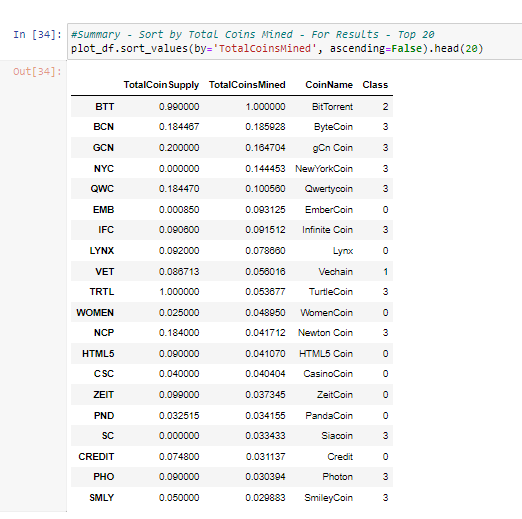 In [34]: #Summary - Sort by Total Coins Mined - For Results - Top 20
plot_df.sort_values(by='TotalCoinsMined', ascending=False).head(20)
Out[34]:
TotalCoinSupply TotalCoinsMined CoinName Class
BTT 0.990000 1.000000 BitTorrent 2
BCN 0.184467 0.185928 ByteCoin 3
GCN 0.200000 0.164704 gCn Coin 3
NYC 0.000000 0.144453 NewYorkCoin 3
QWC 0.184470 0.100560 Qwertycoin 3
EMB 0.000850 0.093125 EmberCoin 0
IFC 0.090600 0.091512 Infinite Coin 3
LYNX 0.092000 0.078660 Lynx 0
VET 0.086713 0.056016 Vechain 1
TRTL 1.000000 0.053677 TurtleCoin 3
WOMEN 0.025000 0.048950 WomenCoin 0
NCP 0.184000 0.041712 Newton Coin 3
HTML5 0.090000 0.041070 HTML5 Coin 0
CSC 0.040000 0.040404 CasinoCoin 0
ZEIT 0.099000 0.037345 ZeitCoin 0
PND 0.032515 0.034155 PandaCoin 0
SC 0.000000 0.033433 Siacoin 3
CREDIT 0.074800 0.031137 Credit 0
PHO 0.090000 0.030394 Photon 3
SMLY 0.050000 0.029883 SmileyCoin 3